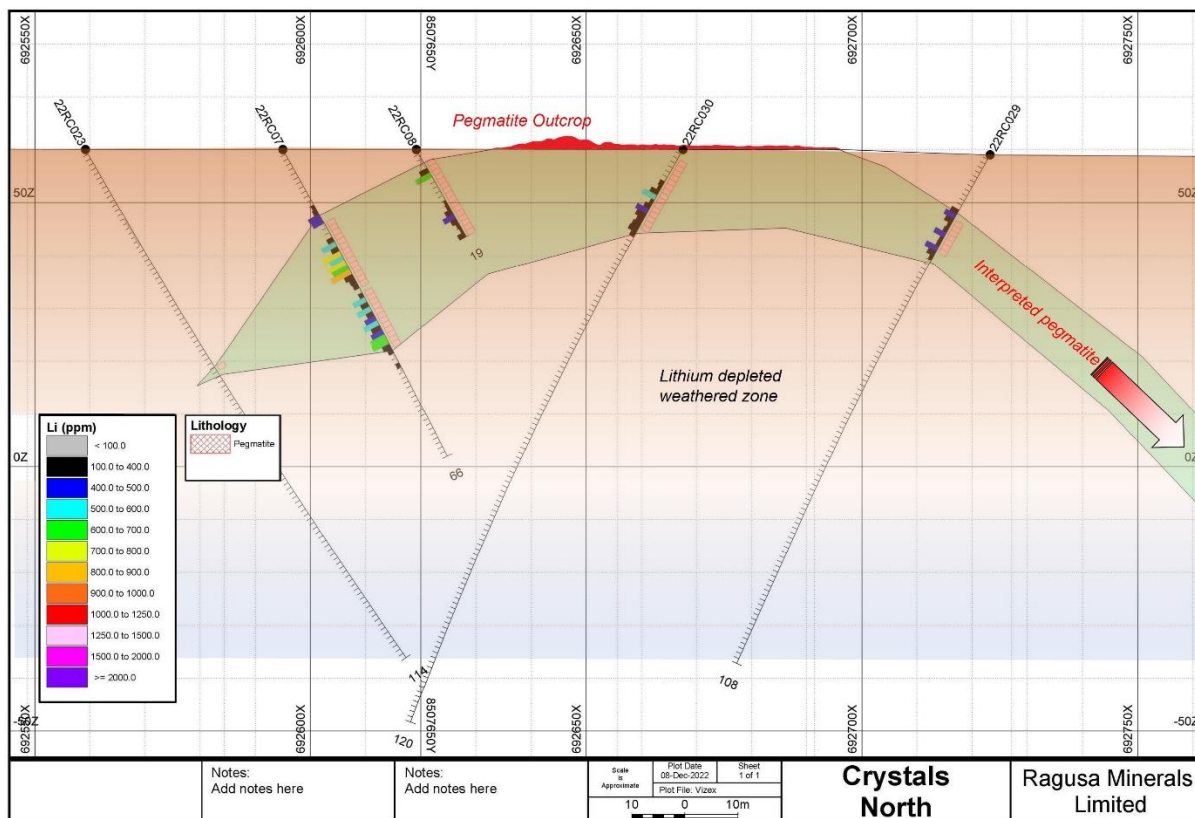 692550X
692600X
8507650Y
692650X
692700X
692750X
22RC023
22RC07
22RC08
Pegmatite Outcrop
22RC030
22RC029
50Z
50Z
19
Interpreted pegmatite
Lithium depleted
weathered zone
Li (ppm)
< 100.0
100.0 to 400.0
400.0 to 500.0
500.0 to 600.0
600.0 to 700.0
700.0 to 800.0
800.0 to 900.0
900.0 to 1000.0
1000.0 to 1250.0
1250.0 to 1500.0
1500.0 to 2000.0
>= 2000.0
Lithology
Pegmatite
0Z
0Z
66
114
108
120
-50Z
-50Z
692550X
692600X
8507650Y
692650X
692700X
692750X
Notes:
Add notes here
Notes:
Add notes here
Scale
is
Approximate
Plot Date
08-Dec-2022
Sheet
1 of 1
Plot File: Vizex
10 0 10m
Crystals
North
Ragusa Minerals
Limited